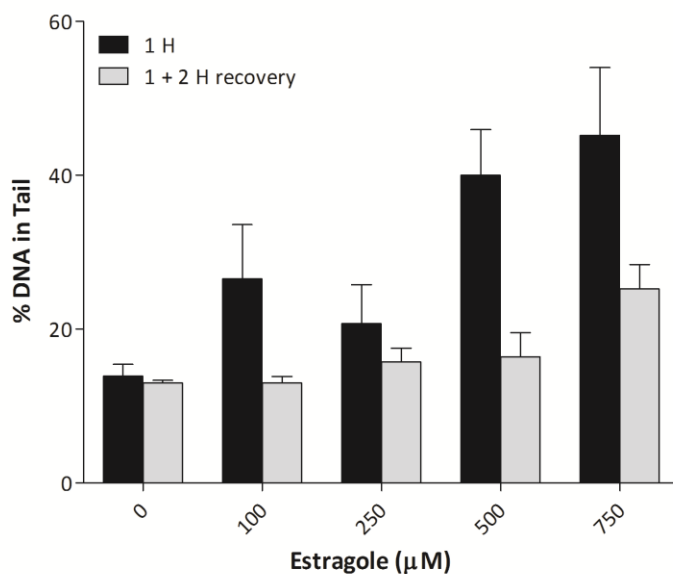 60
40
20
0
% DNA in Tail
1 H
1 + 2 H recovery
0
100
250
500
750
Estragole (μM)